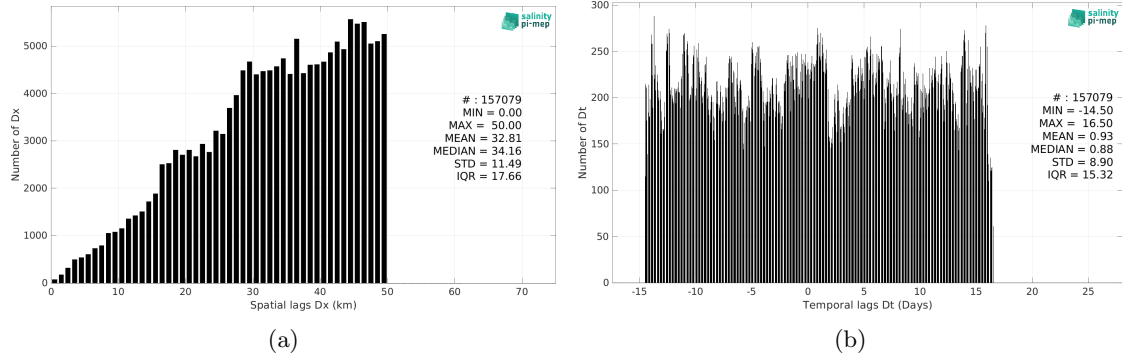 salinity
pi-mep
Number of Dx
5000
4000
3000
2000
1000
0
# : 157079
MIN = 0.00
MAX = 50.00
MEAN = 32.81
MEDIAN = 34.16
STD = 11.49
IQR = 17.66
0 10 20 30 40 50 60 70
Spatial lags Dx (km)
(a)
salinity
pi-mep
Number of Dt
300
250
200
150
100
50
0
# : 157079
MIN = -14.50
MAX = 16.50
MEAN = 0.93
MEDIAN = 0.88
STD = 8.90
IQR = 15.32
-15 -10 -5 0 5 10 15 20 25
Temporal lags Dt (Days)
(b)